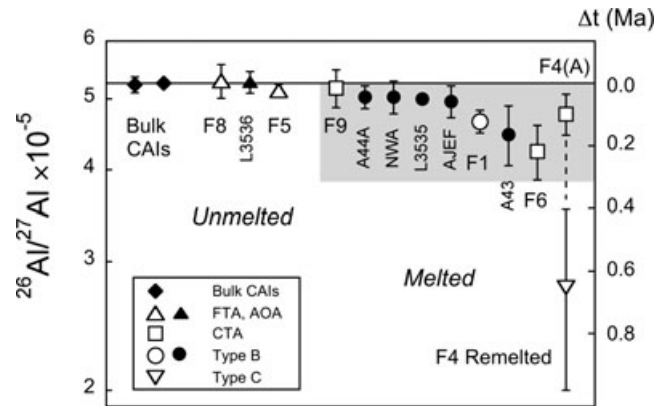 Δt (Ma)
6
5
4
3
2
²⁶Al/²⁷Al ×10⁻⁵
0.0
0.2
0.4
0.6
0.8
F4(A)
Bulk
CAIs
F8
L3536
F5
F9
A44A
NWA
L3535
AJEF
F1
A43
F6
Unmelted
Melted
F4 Remelted
Bulk CAIs
FTA, AOA
CTA
Type B
Type C